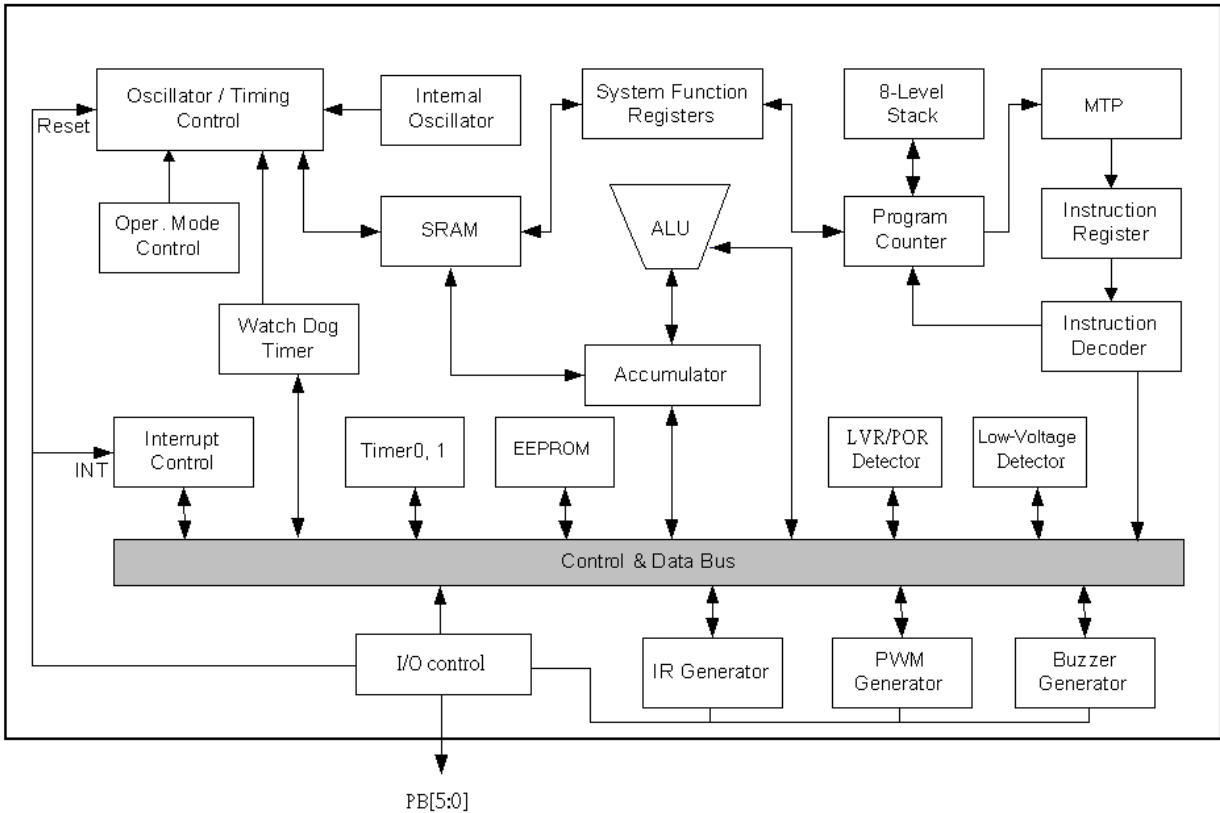 Oscillator / Timing
Control
Internal
Oscillator
System Function
Registers
8-Level
Stack
MTP
Reset
Oper. Mode
Control
SRAM
ALU
Program
Counter
Instruction
Register
Watch Dog
Timer
Instruction
Decoder
Accumulator
Interrupt
Control
INT
Timer0, 1
EEPROM
LVR/POR
Detector
Low-Voltage
Detector
Control & Data Bus
I/O control
IR Generator
PWM
Generator
Buzzer
Generator
PB[5:0]